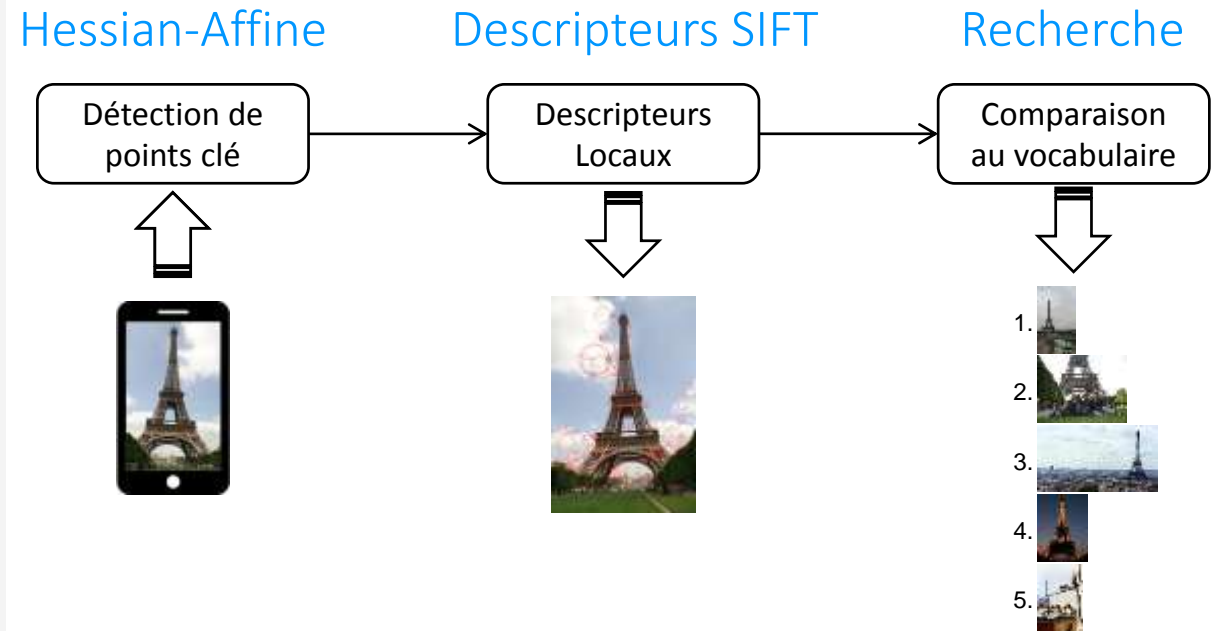 Hessian-Affine
Descripteurs SIFT
Recherche
Détection de
points clé
Descripteurs
Locaux
Comparaison
au vocabulaire
1.
2.
3.
4.
5.